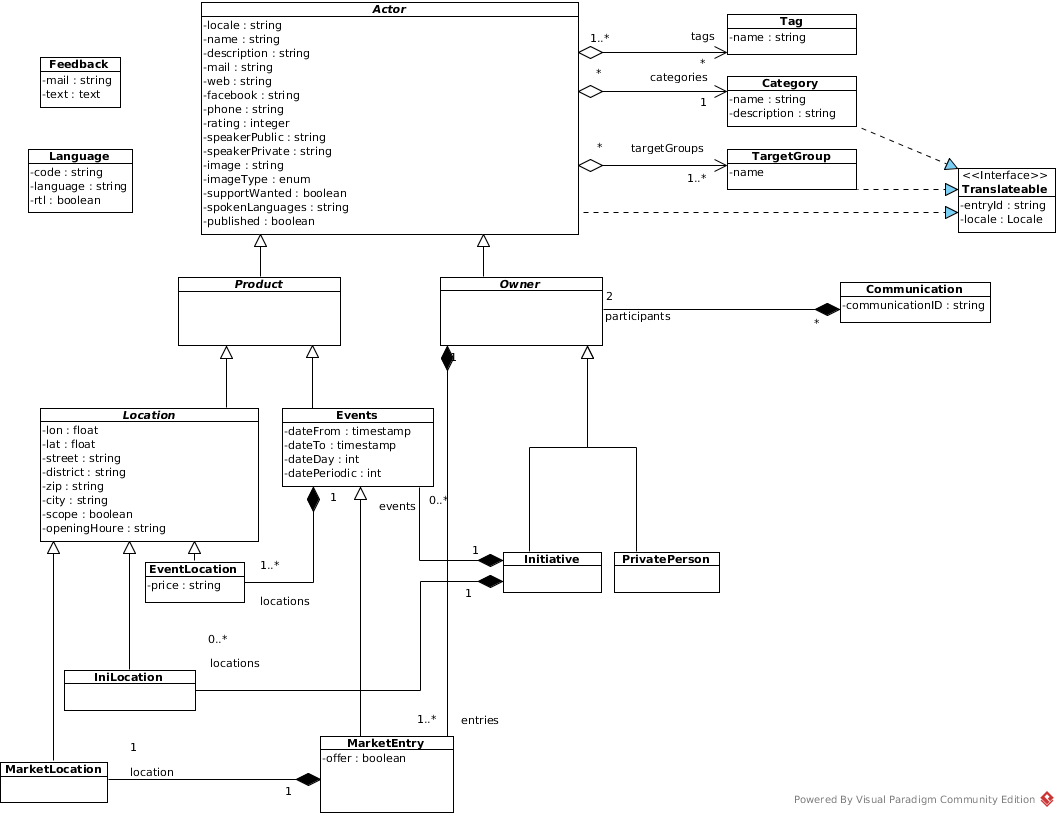 Actor
-locale : string
-name : string
-description : string
-mail : string
-web : string
-facebook : string
-phone : string
-rating : integer
-speakerPublic : string
-speakerPrivate : string
-image : string
-imageType : enum
-supportWanted : boolean
-spokenLanguages : string
-published : boolean
Feedback
-mail : string
-text : text
Language
-code : string
-language : string
-rtl : boolean
1..*
tags
*
Tag
-name : string
*
categories
1
Category
-name : string
-description : string
*
targetGroups
1..*
TargetGroup
-name
<<Interface>>
Translateable
-entryId : string
-locale : Locale
Product
Owner
2
participants
*
Communication
-communicationID : string
1
Location
-lon : float
-lat : float
-street : string
-district : string
-zip : string
-city : string
-scope : boolean
-openingHoure : string
Events
-dateFrom : timestamp
-dateTo : timestamp
-dateDay : int
-datePeriodic : int
1
events
0..*
1
Initiative
PrivatePerson
1
EventLocation
-price : string
1..*
locations
0..*
locations
IniLocation
1..*
entries
MarketEntry
-offer : boolean
1
location
1
MarketLocation
Powered By Visual Paradigm Community Edition